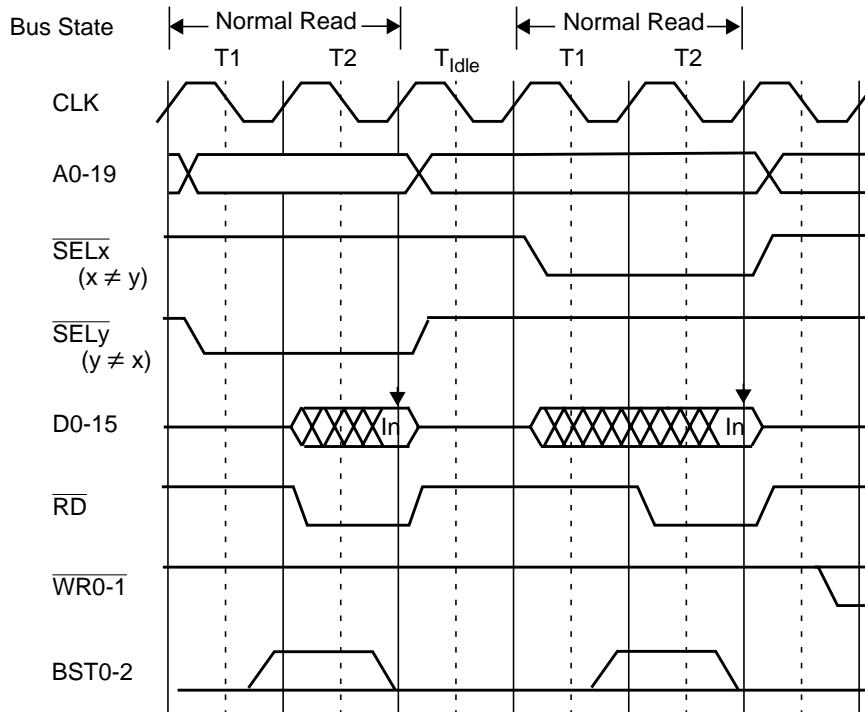 Bus State
Normal Read
Normal Read
T1
T2
TIdle
T1
T2
CLK
A0-19
SELx
(x ≠ y)
SELy
(y ≠ x)
D0-15
In
In
RD
WR0-1
BST0-2